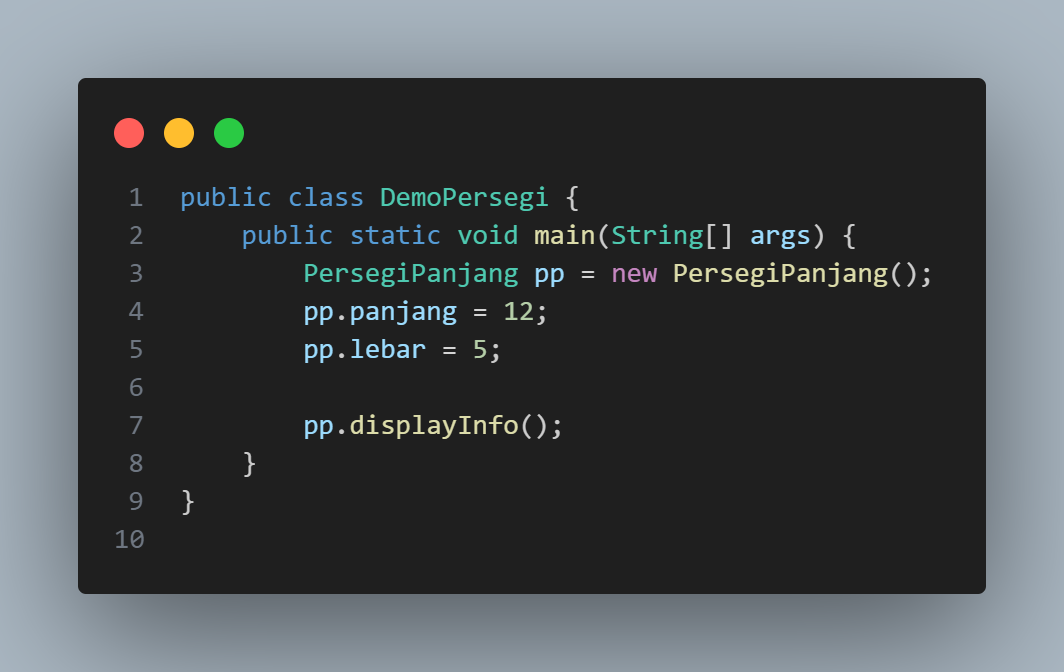 1 public class DemoPersegi {
2     public static void main(String[] args) {
3         PersegiPanjang pp = new PersegiPanjang();
4         pp.panjang = 12;
5         pp.lebar = 5;
6
7         pp.displayInfo();
8     }
9 }
10